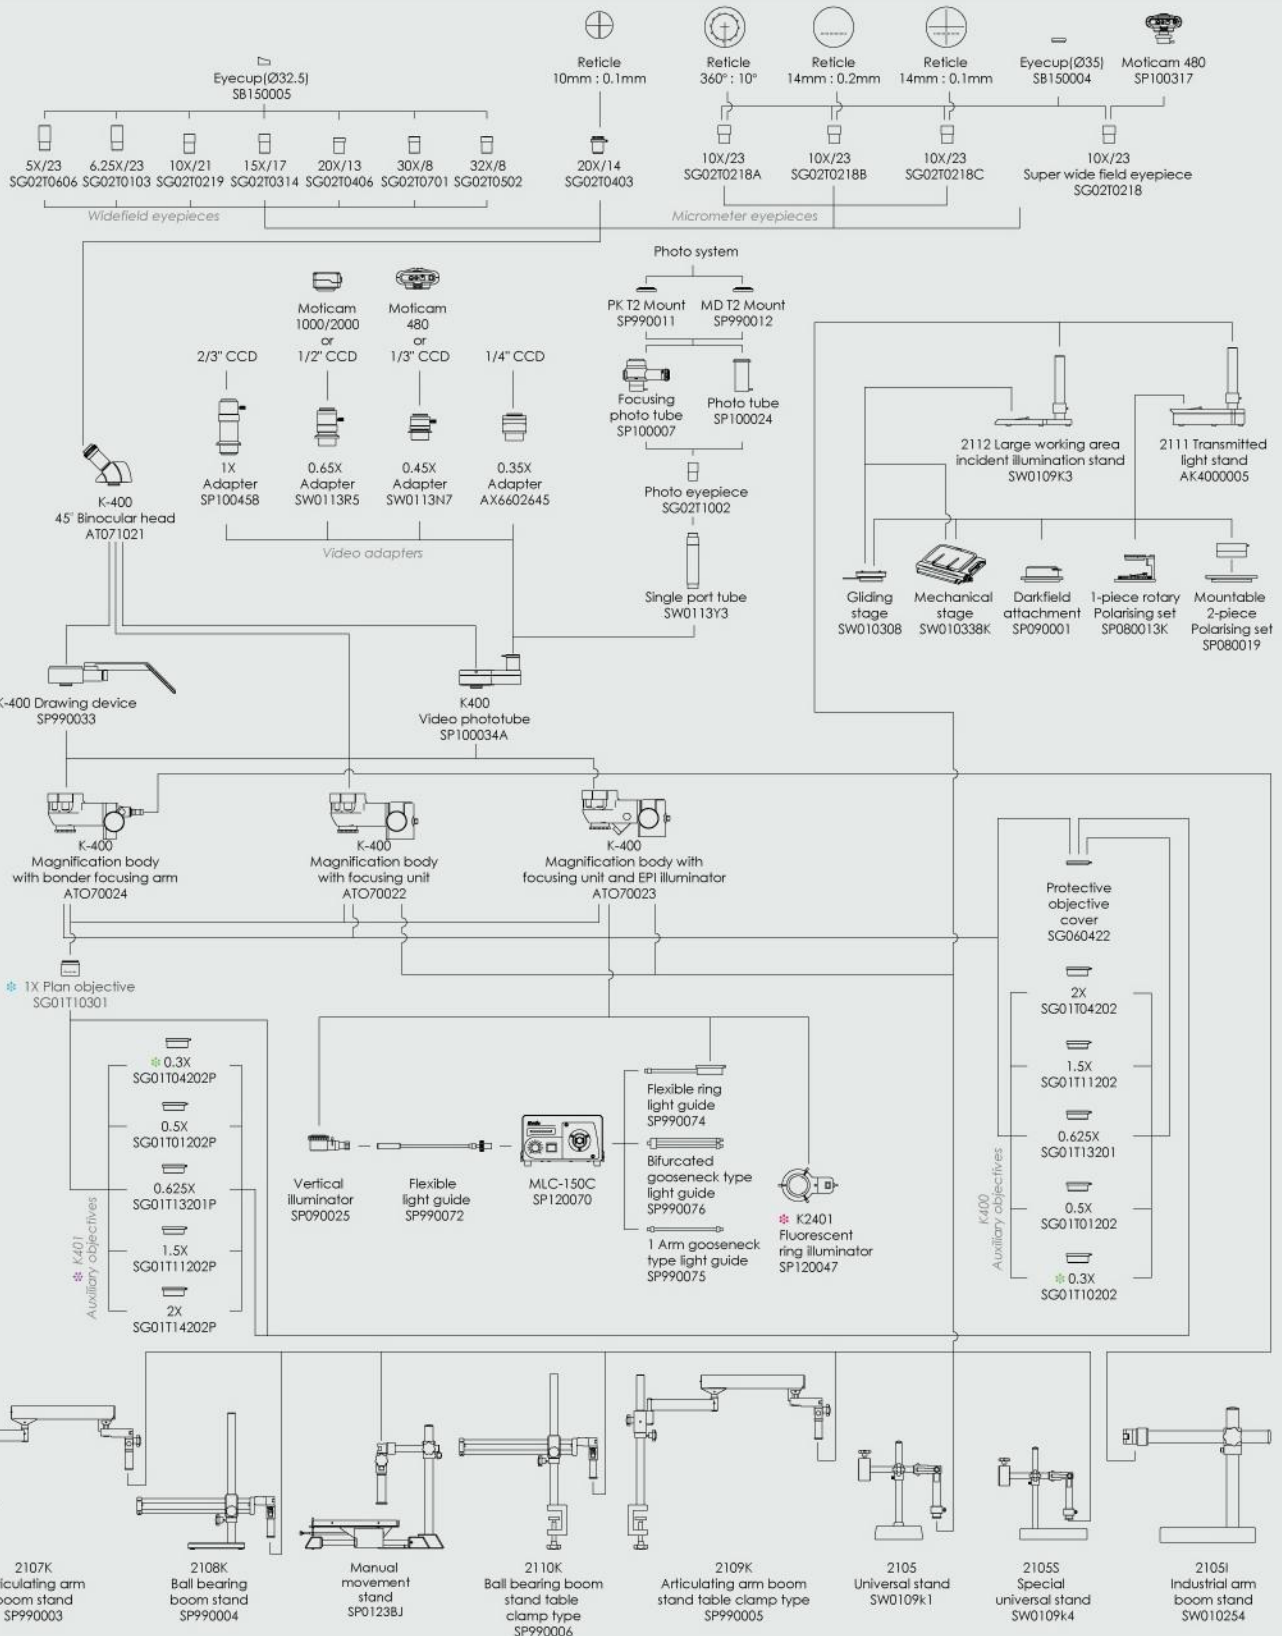 Reticle
10mm : 0.1mm
Reticle
360° : 10°
Reticle
14mm : 0.2mm
Reticle
14mm : 0.1mm
Eyecup(Ø35)
SB150004
Moticam 480
SP100317
Eyecup(Ø32.5)
SB150005
5X/23
SG02T0606
6.25X/23
SG02T0103
10X/21
SG02T0219
15X/17
SG02T0314
20X/13
SG02T0406
30X/8
SG02T0701
32X/8
SG02T0502
20X/14
SG02T0403
10X/23
SG02T0218A
10X/23
SG02T0218B
10X/23
SG02T0218C
10X/23
Super wide field eyepiece
SG02T0218
Widefield eyepieces
Micrometer eyepieces
Photo system
PK T2 Mount
SP990011
MD T2 Mount
SP990012
Moticam
1000/2000
or
1/2" CCD
Moticam
480
or
1/3" CCD
2/3" CCD
1/4" CCD
Focusing
photo tube
SP100007
Photo tube
SP100024
2112 Large working area
incident illumination stand
SW0109K3
2111 Transmitted
light stand
AK4000005
K-400
45° Binocular head
AT071021
1X
Adapter
SP100458
0.65X
Adapter
SW0113R5
0.45X
Adapter
SW0113N7
0.35X
Adapter
AX6602645
Video adapters
Photo eyepiece
SG02T1002
Single port tube
SW0113Y3
Gliding
stage
SW010308
Mechanical
stage
SW010338K
Darkfield
attachment
SP090001
1-piece rotary
Polarising set
SP080013K
Mountable
2-piece
Polarising set
SP080019
K-400 Drawing device
SP990033
K400
Video phototube
SP100034A
K-400
Magnification body
with bonder focusing arm
ATO70024
K-400
Magnification body
with focusing unit
ATO70022
K-400
Magnification body with
focusing unit and EPI illuminator
ATO70023
Protective
objective
cover
SG060422
1X Plan objective
SG01T10301
2X
SG01T04202
1.5X
SG01T11202
0.625X
SG01T13201
0.5X
SG01T01202
0.3X
SG01T10202
K400
Auxiliary objectives
0.3X
SG01T04202P
0.5X
SG01T01202P
0.625X
SG01T13201P
1.5X
SG01T11202P
2X
SG01T14202P
K401
Auxiliary objectives
Vertical
illuminator
SP090025
Flexible
light guide
SP990072
MLC-150C
SP120070
Flexible ring
light guide
SP990074
Bifurcated
gooseneck type
light guide
SP990076
1 Arm gooseneck
type light guide
SP990075
K2401
Fluorescent
ring illuminator
SP120047
2107K
iculating arm
boom stand
SP990003
2108K
Ball bearing
boom stand
SP990004
Manual
movement
stand
SP0123BJ
2110K
Ball bearing boom
stand table
clamp type
SP990006
2109K
Articulating arm boom
stand table clamp type
SP990005
2105
Universal stand
SW0109k1
2105S
Special
universal stand
SW0109k4
2105I
Industrial arm
boom stand
SW010254